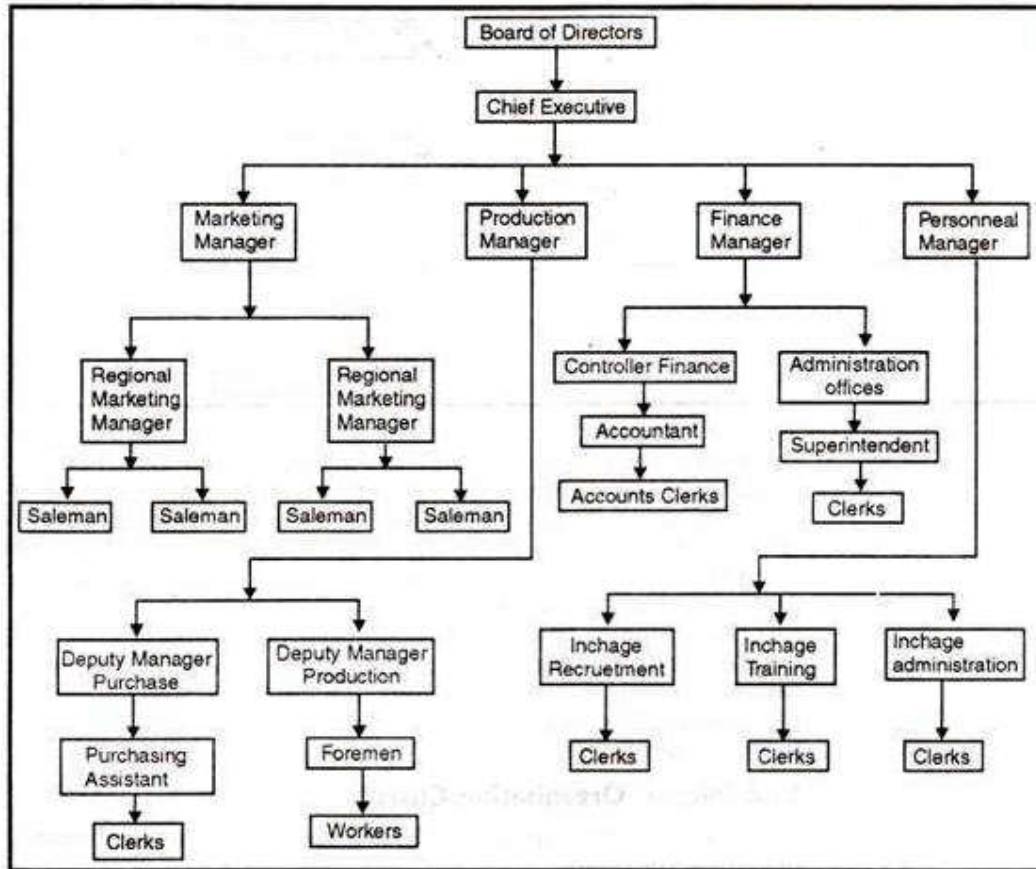 Board of Directors
Chief Executive
Marketing
Manager
Production
Manager
Finance
Manager
Personneal
Manager
Regional
Marketing
Manager
Regional
Marketing
Manager
Controller Finance
Administration
offices
Accountant
Superintendent
Saleman
Saleman
Saleman
Saleman
Accounts Clerks
Clerks
Deputy Manager
Purchase
Deputy Manager
Production
Inchage
Recruetment
Inchage
Training
Inchage
administration
Purchasing
Assistant
Foremen
Clerks
Clerks
Clerks
Clerks
Workers